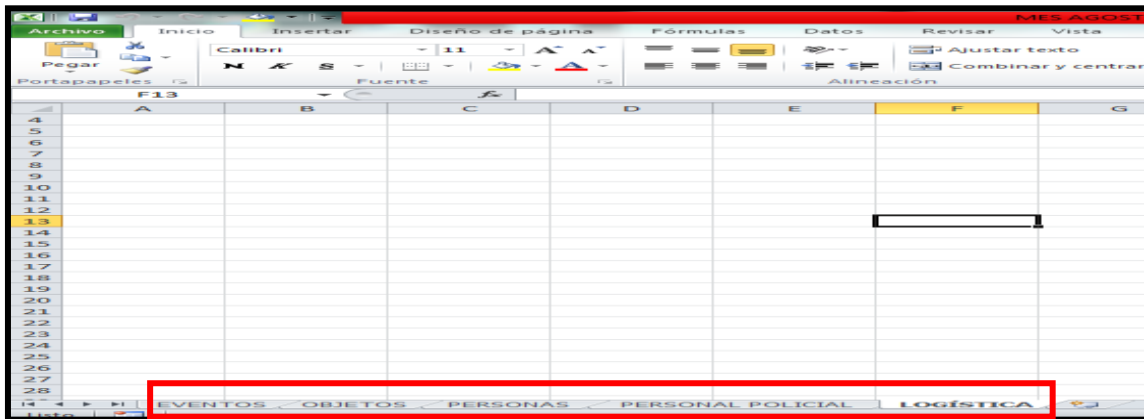 MES AGOST
Archivo Inicio Insertar Diseño de página Fórmulas Datos Revisar Vista
Pegar Calibri 11 A A Ajustar texto
N K S A Combinar y centrar
Portapapeles Fuente Alineación
F13 fx
A B C D E F G
4
5
6
7
8
9
10
11
12
13
14
15
16
17
18
19
20
21
22
23
24
25
26
27
28
EVENTOS OBJETOS PERSONAS PERSONAL POLICIAL LOGÍSTICA
Listo